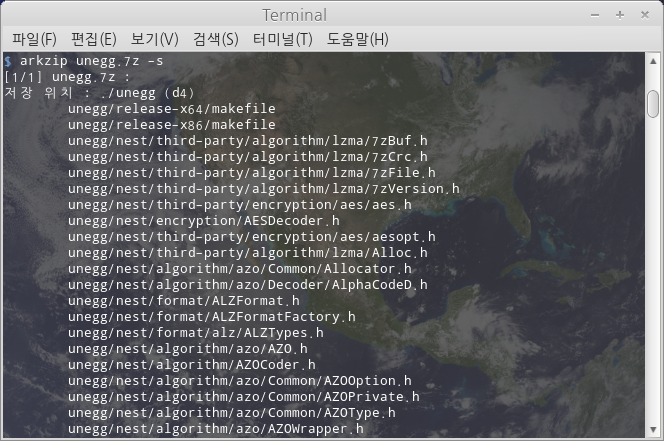 Terminal
파일(F) 편집(E) 보기(V) 검색(S) 터미널(T) 도움말(H)
$ arkzip unegg.7z -s
[1/1] unegg.7z :
저장 위치 : ./unegg (d4)
unegg/release-x64/makefile
unegg/release-x86/makefile
unegg/nest/third-party/algorithm/lzma/7zBuf.h
unegg/nest/third-party/algorithm/lzma/7zCrc.h
unegg/nest/third-party/algorithm/lzma/7zFile.h
unegg/nest/third-party/algorithm/lzma/7zVersion.h
unegg/nest/third-party/encryption/aes/aes.h
unegg/nest/encryption/AESDecoder.h
unegg/nest/third-party/encryption/aes/aesopt.h
unegg/nest/third-party/algorithm/lzma/Alloc.h
unegg/nest/algorithm/azo/Common/Allocator.h
unegg/nest/algorithm/azo/Decoder/AlphaCodeD.h
unegg/nest/format/ALZFormat.h
unegg/nest/format/ALZFormatFactory.h
unegg/nest/format/alz/ALZTypes.h
unegg/nest/algorithm/azo/AZO.h
unegg/nest/algorithm/AZOCoder.h
unegg/nest/algorithm/azo/Common/AZOOption.h
unegg/nest/algorithm/azo/Common/AZOPrivate.h
unegg/nest/algorithm/azo/Common/AZOType.h
unegg/nest/algorithm/azo/AZOWrapper.h